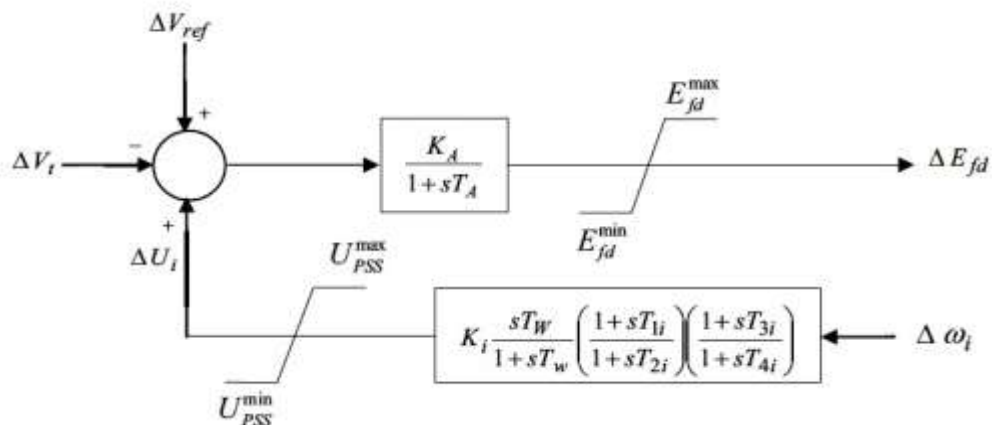 ΔV_ref
+
E_fd^max
−
ΔV_t
K_A / (1 + sT_A)
ΔE_fd
+
ΔU_i
U_PSS^max
E_fd^min
K_i (sT_W / (1 + sT_w)) ((1 + sT_1i) / (1 + sT_2i)) ((1 + sT_3i) / (1 + sT_4i))
Δ ω_i
U_PSS^min